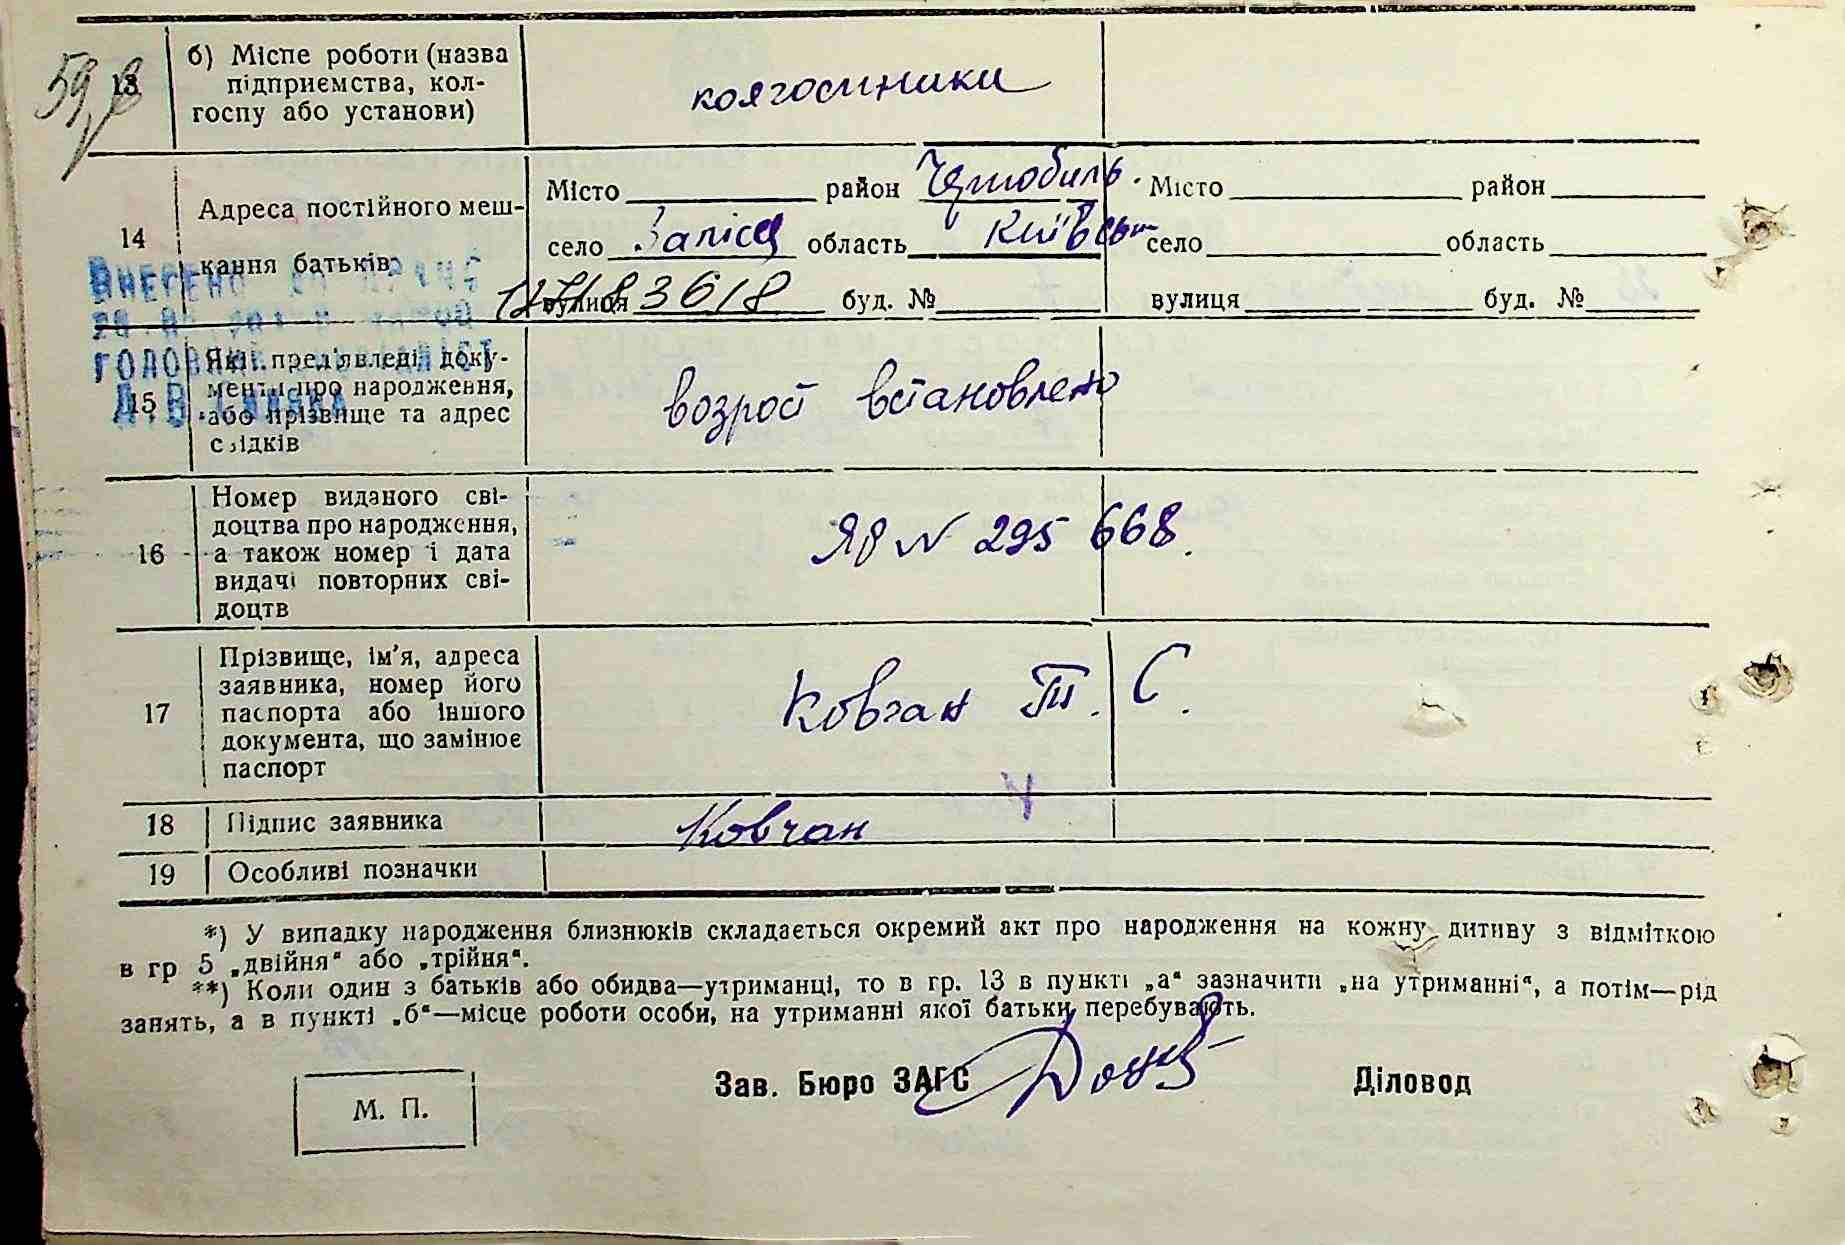 59
13
б) Місце роботи (назва
підприємства, кол-
госпу або установи)
колгоспники
14
Адреса постійного меш-
кання батьків
Місто район Чорнобиль.
село Заліся область Київськ
вулиця 3618 буд. №
Місто район
село область
вулиця буд. №
ВНЕСЕНО
ГОЛОВНИЙ
15
Які пред'явлені доку-
менти про народження,
або прізвище та адрес
свідків
возрост встановлено
16
Номер виданого сві-
доцтва про народження,
а також номер і дата
видачі повторних сві-
доцтв
ЯЮ № 295 668.
17
Прізвище, ім'я, адреса
заявника, номер його
паспорта або іншого
документа, що замінює
паспорт
Ковган Т. С.
18 Підпис заявника
Ковган
19 Особливі позначки
*) У випадку народження близнюків складається окремий акт про народження на кожну дитину з відміткою
в гр 5 „двійня" або „трійня".
**) Коли один з батьків або обидва—утриманці, то в гр. 13 в пункті „а" зазначити „на утриманні", а потім—рід
занять, а в пункті „б"—місце роботи особи, на утриманні якої батьки перебувають.
М. П.
Зав. Бюро ЗАГС
Діловод